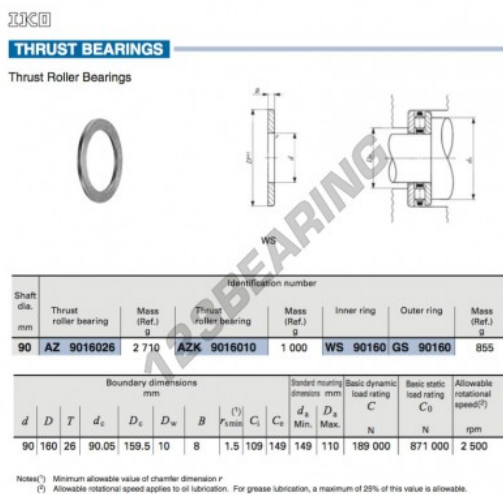 IKO
THRUST BEARINGS
Thrust Roller Bearings
B
r
D
d
Da
da
WS
123BEARING
Identification number
Shaft dia. mm Thrust roller bearing Mass (Ref.) g Thrust roller bearing Mass (Ref.) g Inner ring Outer ring Mass (Ref.) g
90 AZ 9016026 2 710 AZK 9016010 1 000 WS 90160 GS 90160 855
Boundary dimensions mm Standard mounting dimensions mm Basic dynamic load rating C N Basic static load rating C0 N Allowable rotational speed(2) rpm
d D T dc Dc Dw B rsmin(1) Ci Ce da Min. Da Max.
90 160 26 90.05 159.5 10 8 1.5 109 149 149 110 189 000 871 000 2 500
Notes(1) Minimum allowable value of chamfer dimension r
(2) Allowable rotational speed applies to oil lubrication. For grease lubrication, a maximum of 25% of this value is allowable.